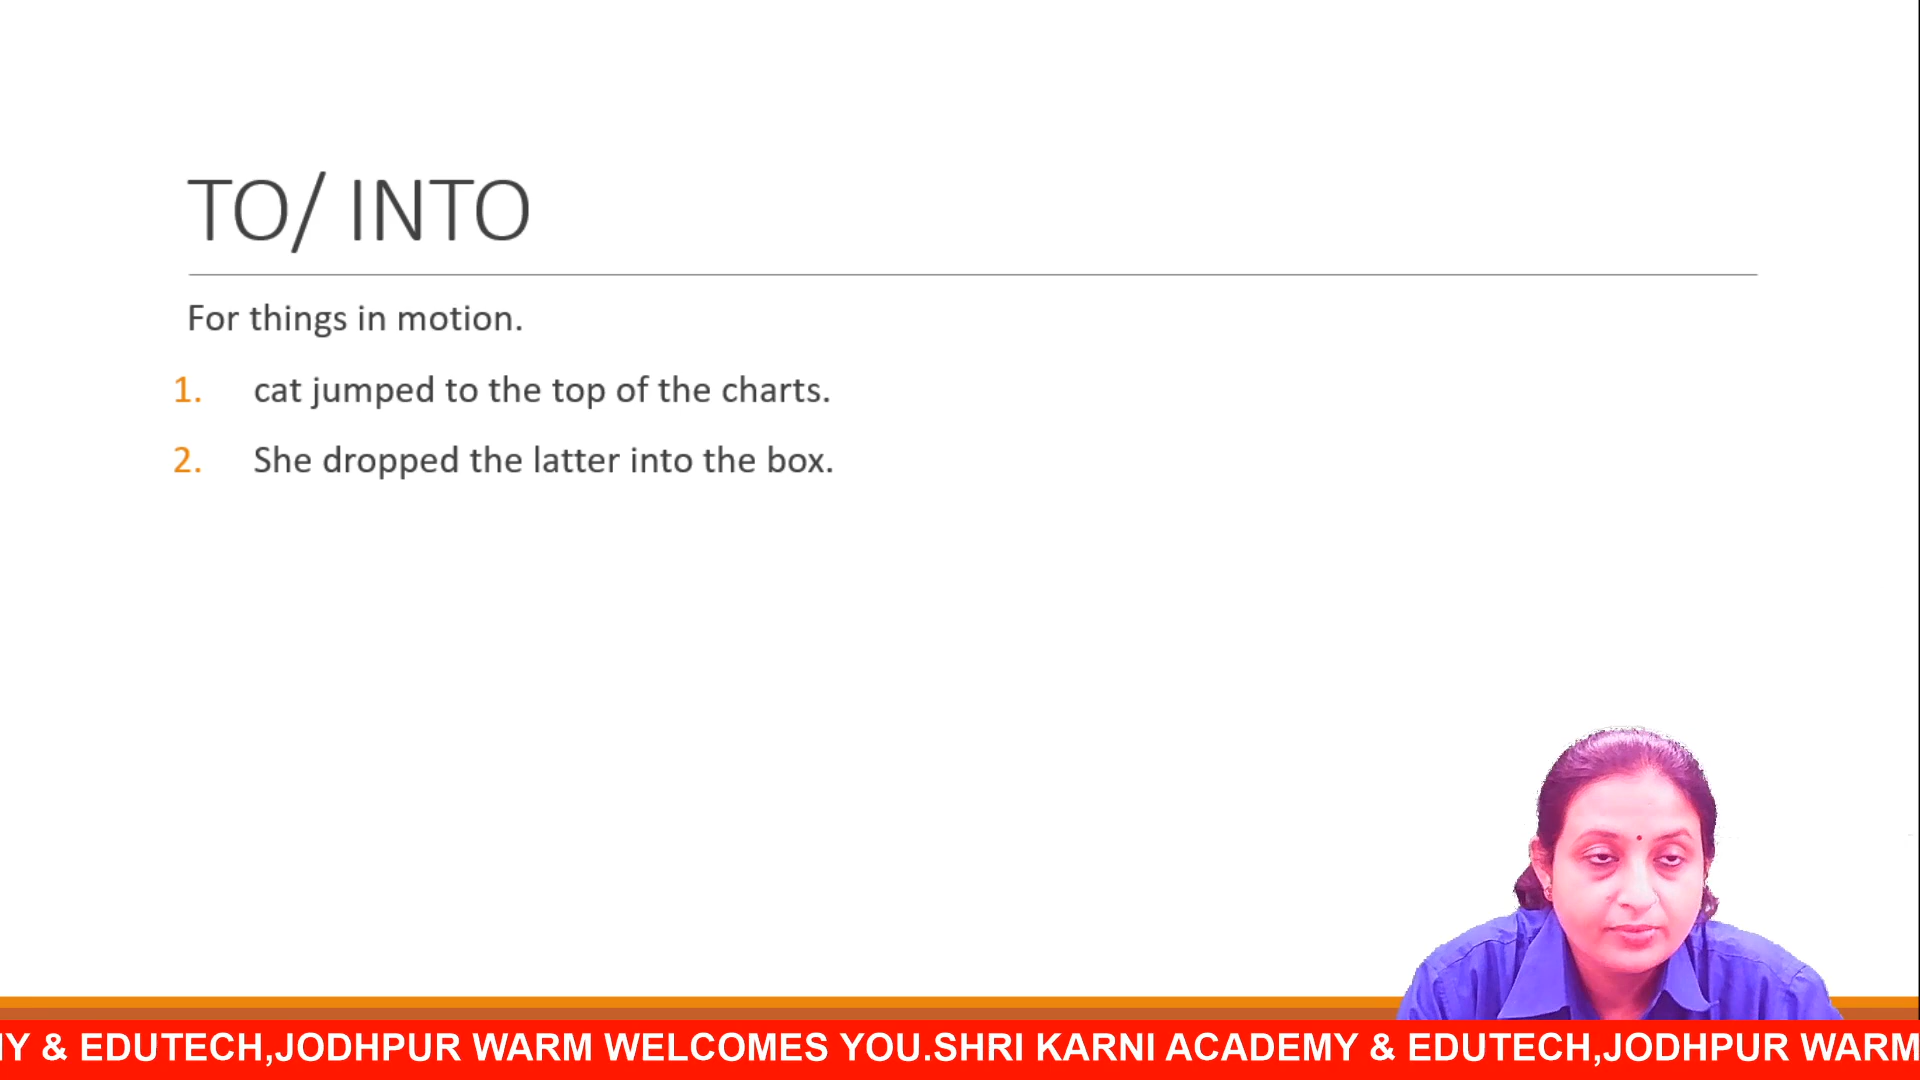 TO/ INTO
For things in motion.
1. cat jumped to the top of the charts.
2. She dropped the latter into the box.
& EDUTECH,JODHPUR WARM WELCOMES YOU.SHRI KARNI ACADEMY & EDUTECH,JODHPUR WARM